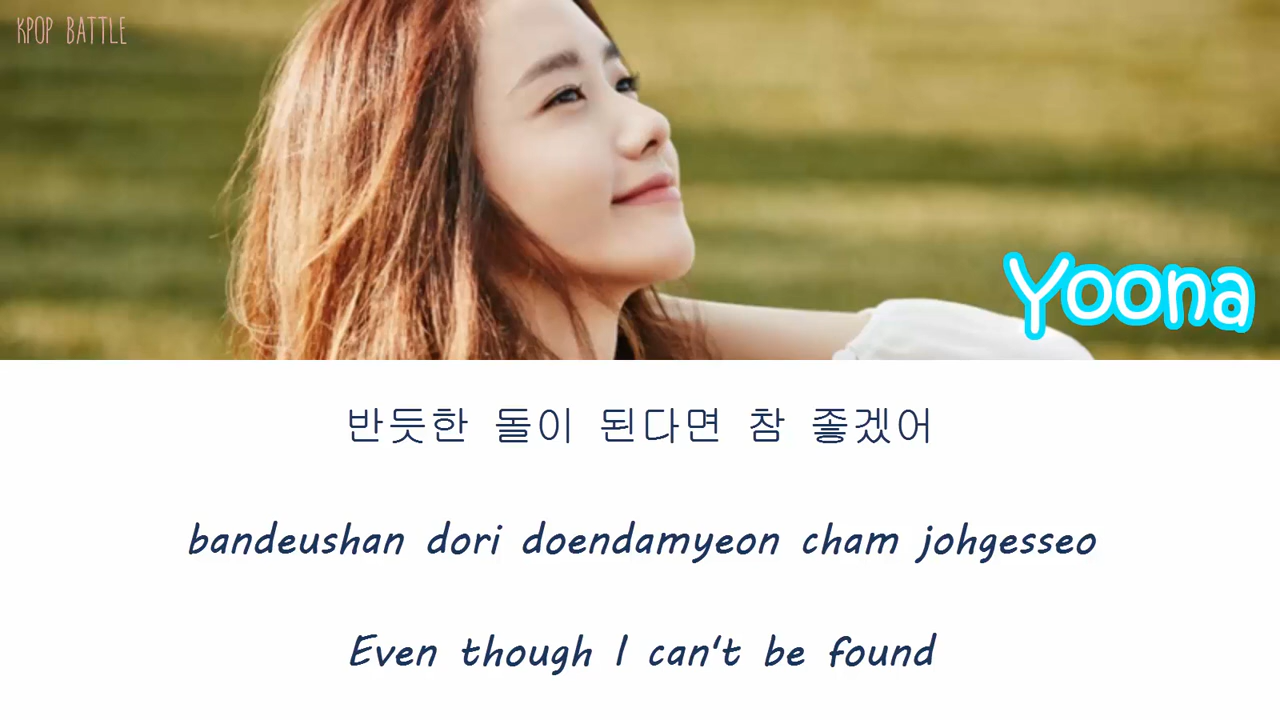 KPOP BATTLE
Yoona
반듯한 돌이 된다면 참 좋겠어
bandeushan dori doendamyeon cham johgesseo
Even though I can't be found